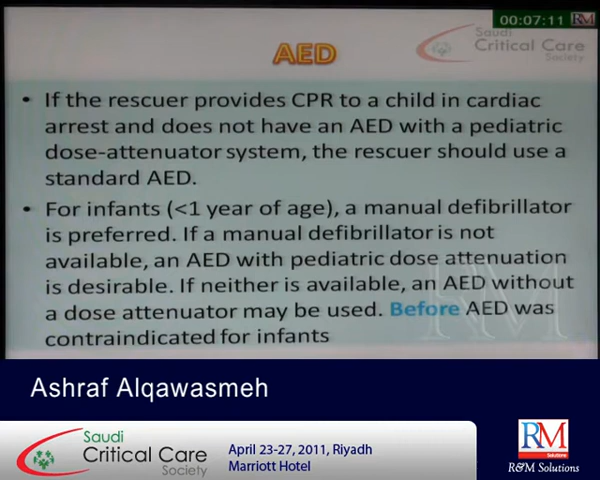 00:07:11 RM
Saudi
Critical Care
Society
AED
• If the rescuer provides CPR to a child in cardiac
arrest and does not have an AED with a pediatric
dose-attenuator system, the rescuer should use a
standard AED.
• For infants (<1 year of age), a manual defibrillator
is preferred. If a manual defibrillator is not
available, an AED with pediatric dose attenuation
is desirable. If neither is available, an AED without
a dose attenuator may be used. Before AED was
contraindicated for infants
RM
Ashraf Alqawasmeh
Saudi
Critical Care
Society
April 23-27, 2011, Riyadh
Marriott Hotel
RM
Solutions
R&M Solutions